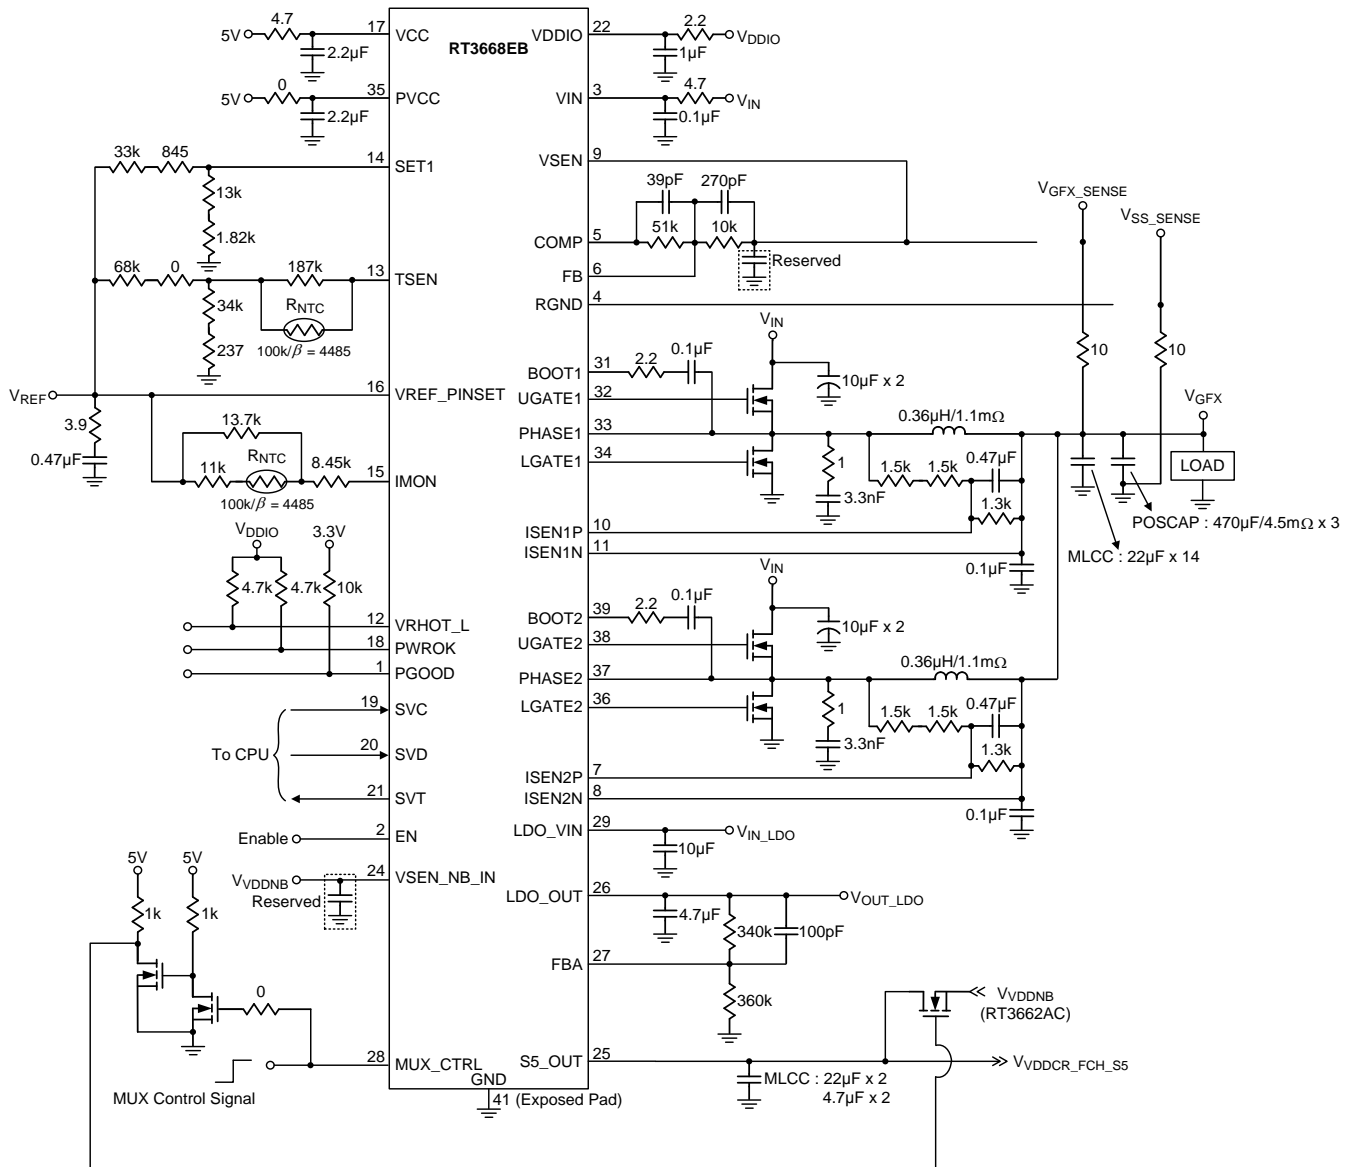 RT3668EB
5V
4.7
17
VCC
2.2µF
5V
0
35
PVCC
2.2µF
33k
845
14
SET1
13k
1.82k
68k
0
187k
13
TSEN
34k
237
RNTC
100k/β = 4485
VREF
16
VREF_PINSET
3.9
0.47µF
13.7k
11k
RNTC
8.45k
15
IMON
100k/β = 4485
VDDIO
3.3V
4.7k
4.7k
10k
12
VRHOT_L
18
PWROK
1
PGOOD
To CPU
19
SVC
20
SVD
21
SVT
Enable
2
EN
VVDDNB
24
VSEN_NB_IN
Reserved
5V
5V
1k
1k
0
28
MUX_CTRL
MUX Control Signal
GND
41 (Exposed Pad)
VDDIO
22
2.2
VDDIO
1µF
VIN
3
4.7
VIN
0.1µF
VSEN
9
39pF
270pF
51k
10k
COMP
5
Reserved
FB
6
RGND
4
VGFX_SENSE
VSS_SENSE
10
10
VIN
BOOT1
31
2.2
0.1µF
10µF x 2
UGATE1
32
PHASE1
33
0.36µH/1.1mΩ
VGFX
LGATE1
34
1
3.3nF
1.5k
1.5k
0.47µF
1.3k
LOAD
POSCAP : 470µF/4.5mΩ x 3
ISEN1P
10
ISEN1N
11
0.1µF
MLCC : 22µF x 14
VIN
BOOT2
39
2.2
0.1µF
10µF x 2
UGATE2
38
PHASE2
37
0.36µH/1.1mΩ
LGATE2
36
1
3.3nF
1.5k
1.5k
0.47µF
1.3k
ISEN2P
7
ISEN2N
8
0.1µF
LDO_VIN
29
VIN_LDO
10µF
LDO_OUT
26
VOUT_LDO
4.7µF
340k
100pF
FBA
27
360k
VVDDNB
(RT3662AC)
S5_OUT
25
VVDDCR_FCH_S5
MLCC : 22µF x 2
4.7µF x 2